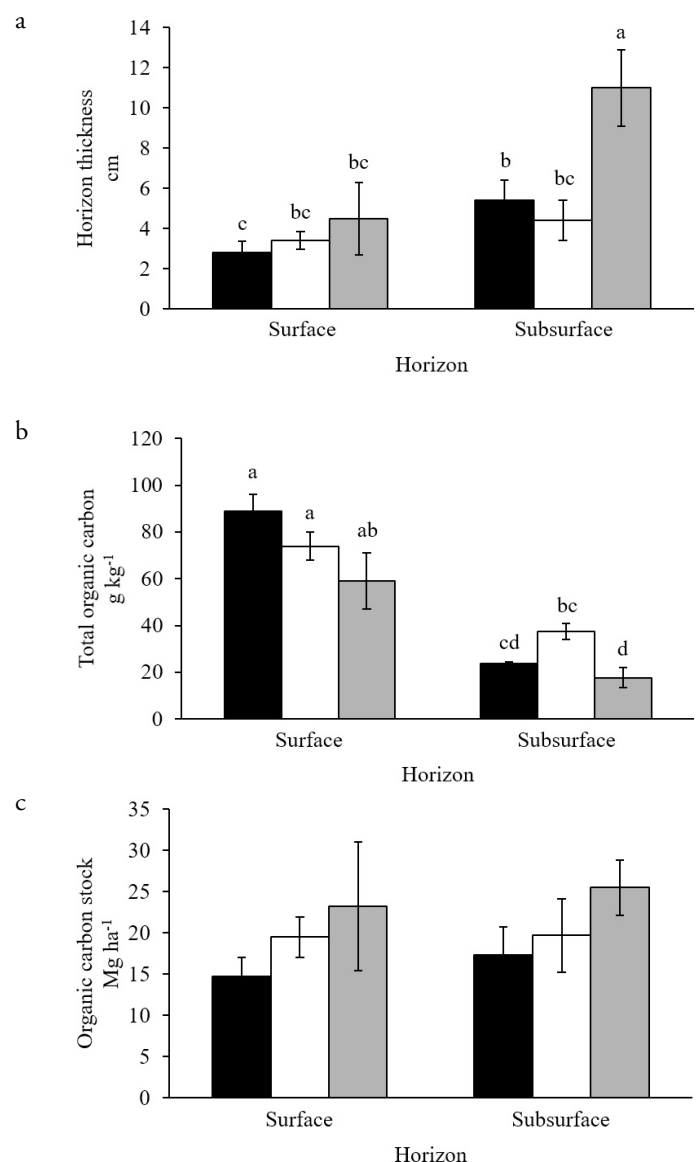 a
Horizon thickness
cm
14
12
10
8
6
4
2
0
c
bc
bc
b
bc
a
Surface
Subsurface
Horizon
b
Total organic carbon
g kg-1
120
100
80
60
40
20
0
a
a
ab
cd
bc
d
Surface
Subsurface
Horizon
c
Organic carbon stock
Mg ha-1
35
30
25
20
15
10
5
0
Surface
Subsurface
Horizon